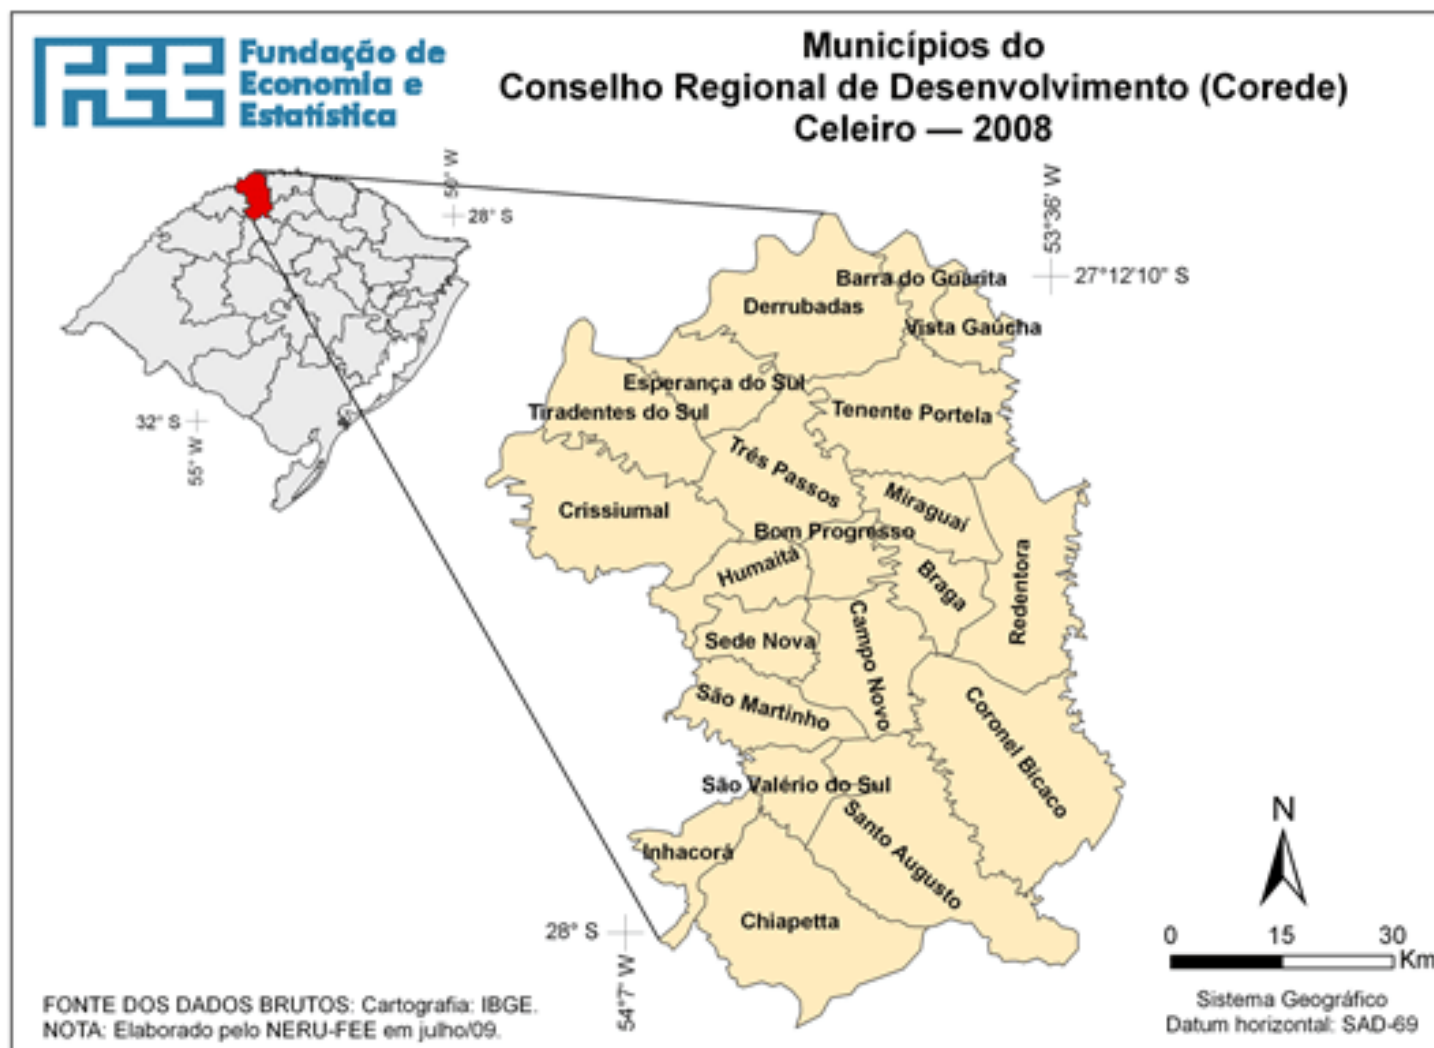 Fundação de
Economia e
Estatística
Municípios do
Conselho Regional de Desenvolvimento (Corede)
Celeiro — 2008
50° W
28° S
32° S
55° W
53°36' W
27°12'10" S
Barra do Guarita
Derrubadas
Vista Gaúcha
Esperança do Sul
Tiradentes do Sul
Tenente Portela
Três Passos
Crissiumal
Miraguaí
Bom Progresso
Humaitá
Braga
Redentora
Sede Nova
Campo Novo
São Martinho
Coronel Bicaco
São Valério do Sul
Santo Augusto
Inhacorá
Chiapetta
28° S
54°7' W
N
0 15 30
Km
Sistema Geográfico
Datum horizontal: SAD-69
FONTE DOS DADOS BRUTOS: Cartografia: IBGE.
NOTA: Elaborado pelo NERU-FEE em julho/09.